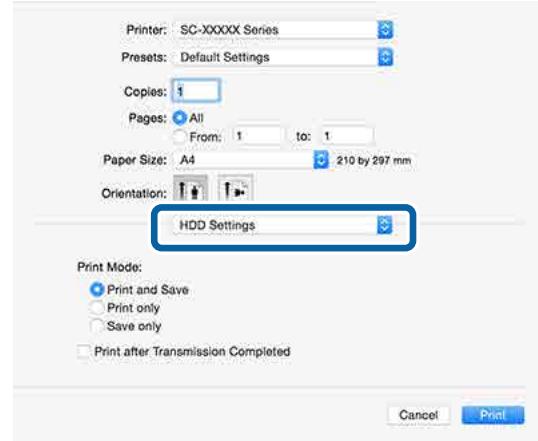 Printer: SC-XXXXX Series
Presets: Default Settings
Copies: 1
Pages: All
From: 1 to: 1
Paper Size: A4 210 by 297 mm
Orientation:
HDD Settings
Print Mode:
Print and Save
Print only
Save only
Print after Transmission Completed
Cancel Print